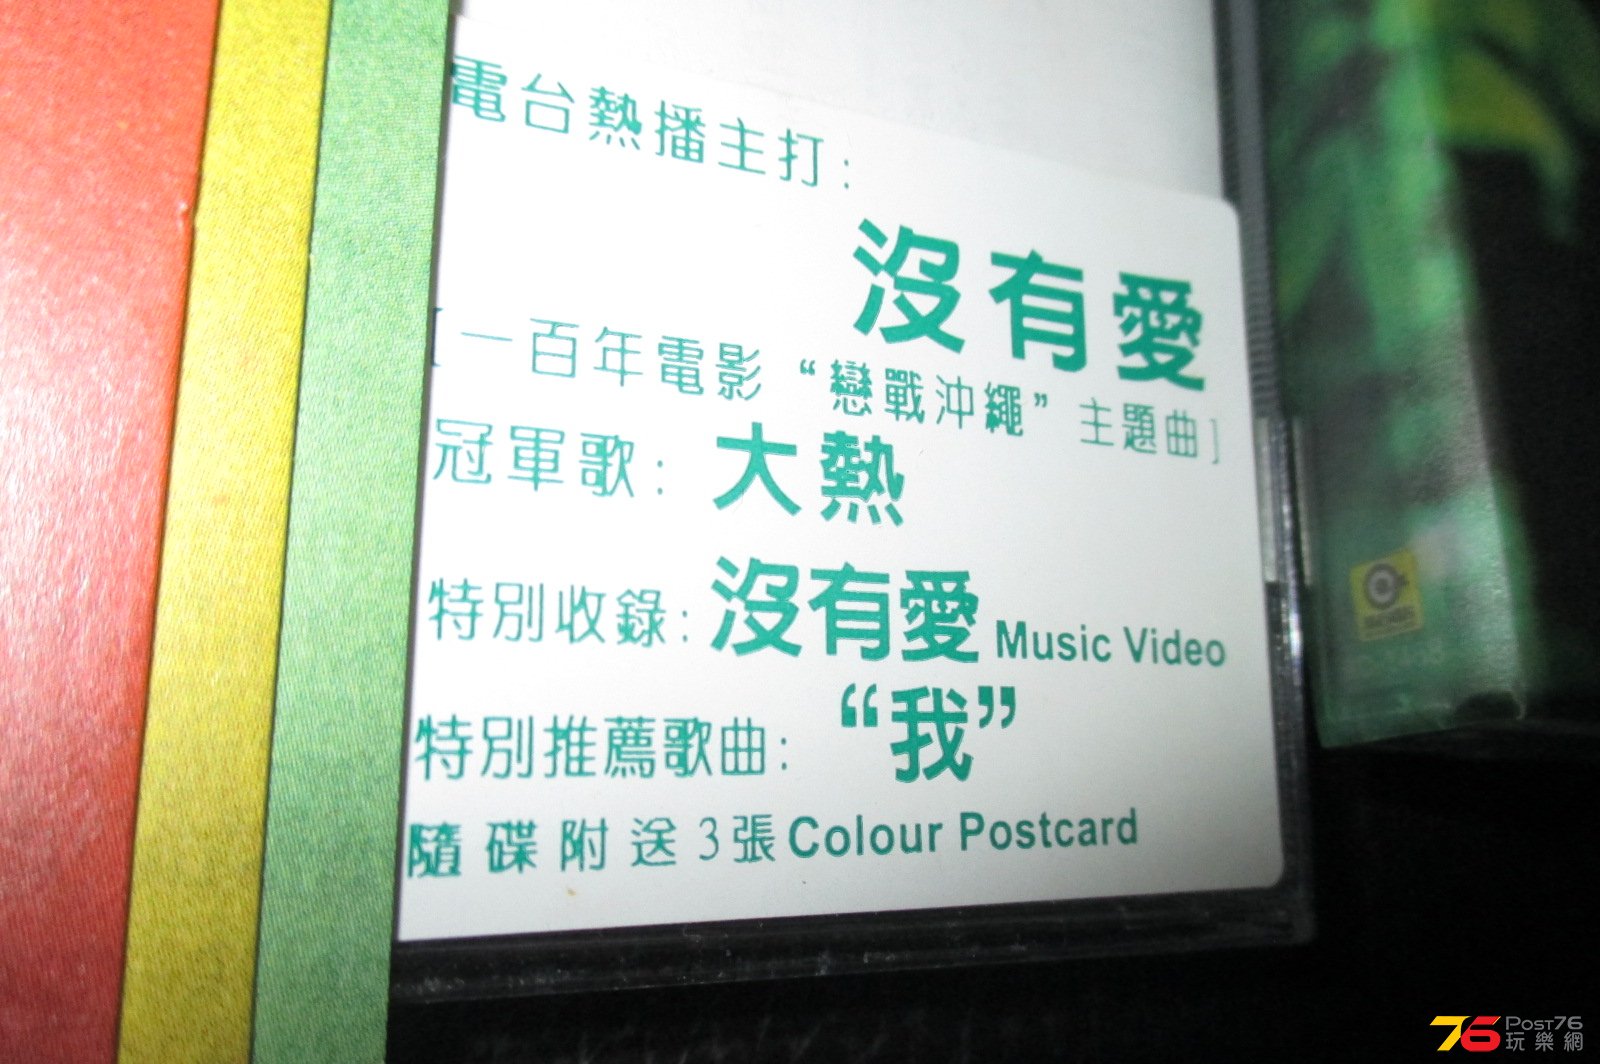 電台熱播主打:
沒有愛
[一百年電影“戀戰沖繩”主題曲]
冠軍歌:大熱
特別收錄:沒有愛 Music Video
特別推薦歌曲:“我”
隨碟附送3張Colour Postcard
76 Post76
玩樂網